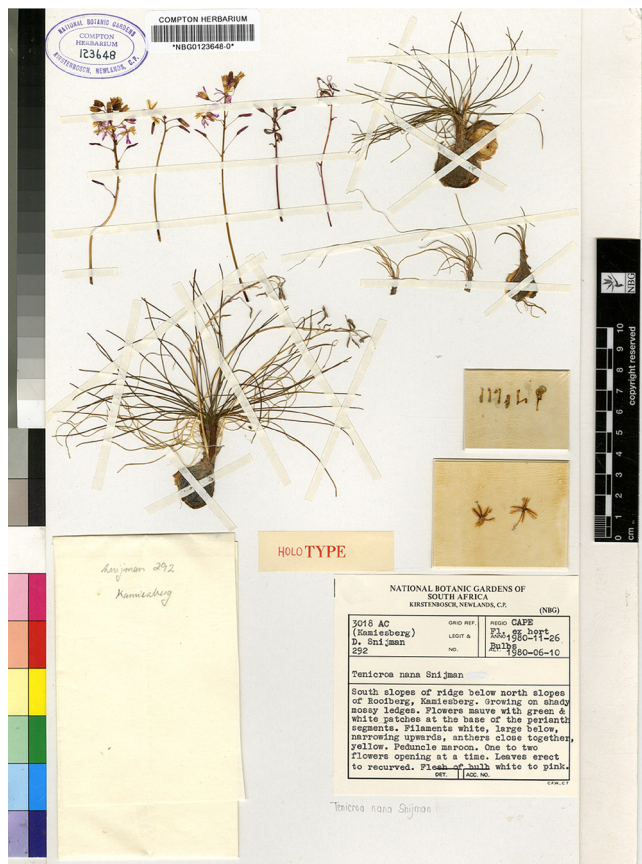 NATIONAL BOTANIC GARDENS
COMPTON
HERBARIUM
123648
KIRSTENBOSCH, NEWLANDS, C.P.
COMPTON HERBARIUM
*NBG0123648-0*
NBG
10
9
8
7
6
5
4
3
2
1
0
cm
copyright reserved
HOLOTYPE
Snijman 292
Kamiesberg
NATIONAL BOTANIC GARDENS OF
SOUTH AFRICA
KIRSTENBOSCH, NEWLANDS, C.P.
(NBG)
3018 AC GRID REF. REGIO CAPE
(Kamiesberg) Fl. ex hort
D. Snijman LEGIT & ANNO 1980-11-26
292 NO. Bulbs
ALT. 1980-06-10
Tenicroa nana Snijman
South slopes of ridge below north slopes
of Rooiberg, Kamiesberg. Growing on shady
mossy ledges. Flowers mauve with green &
white patches at the base of the perianth
segments. Filaments white, large below,
narrowing upwards, anthers close together,
yellow. Peduncle maroon. One to two
flowers opening at a time. Leaves erect
to recurved. Flesh of bulb white to pink.
DET. ACC. NO.
Tenicroa nana Snijman